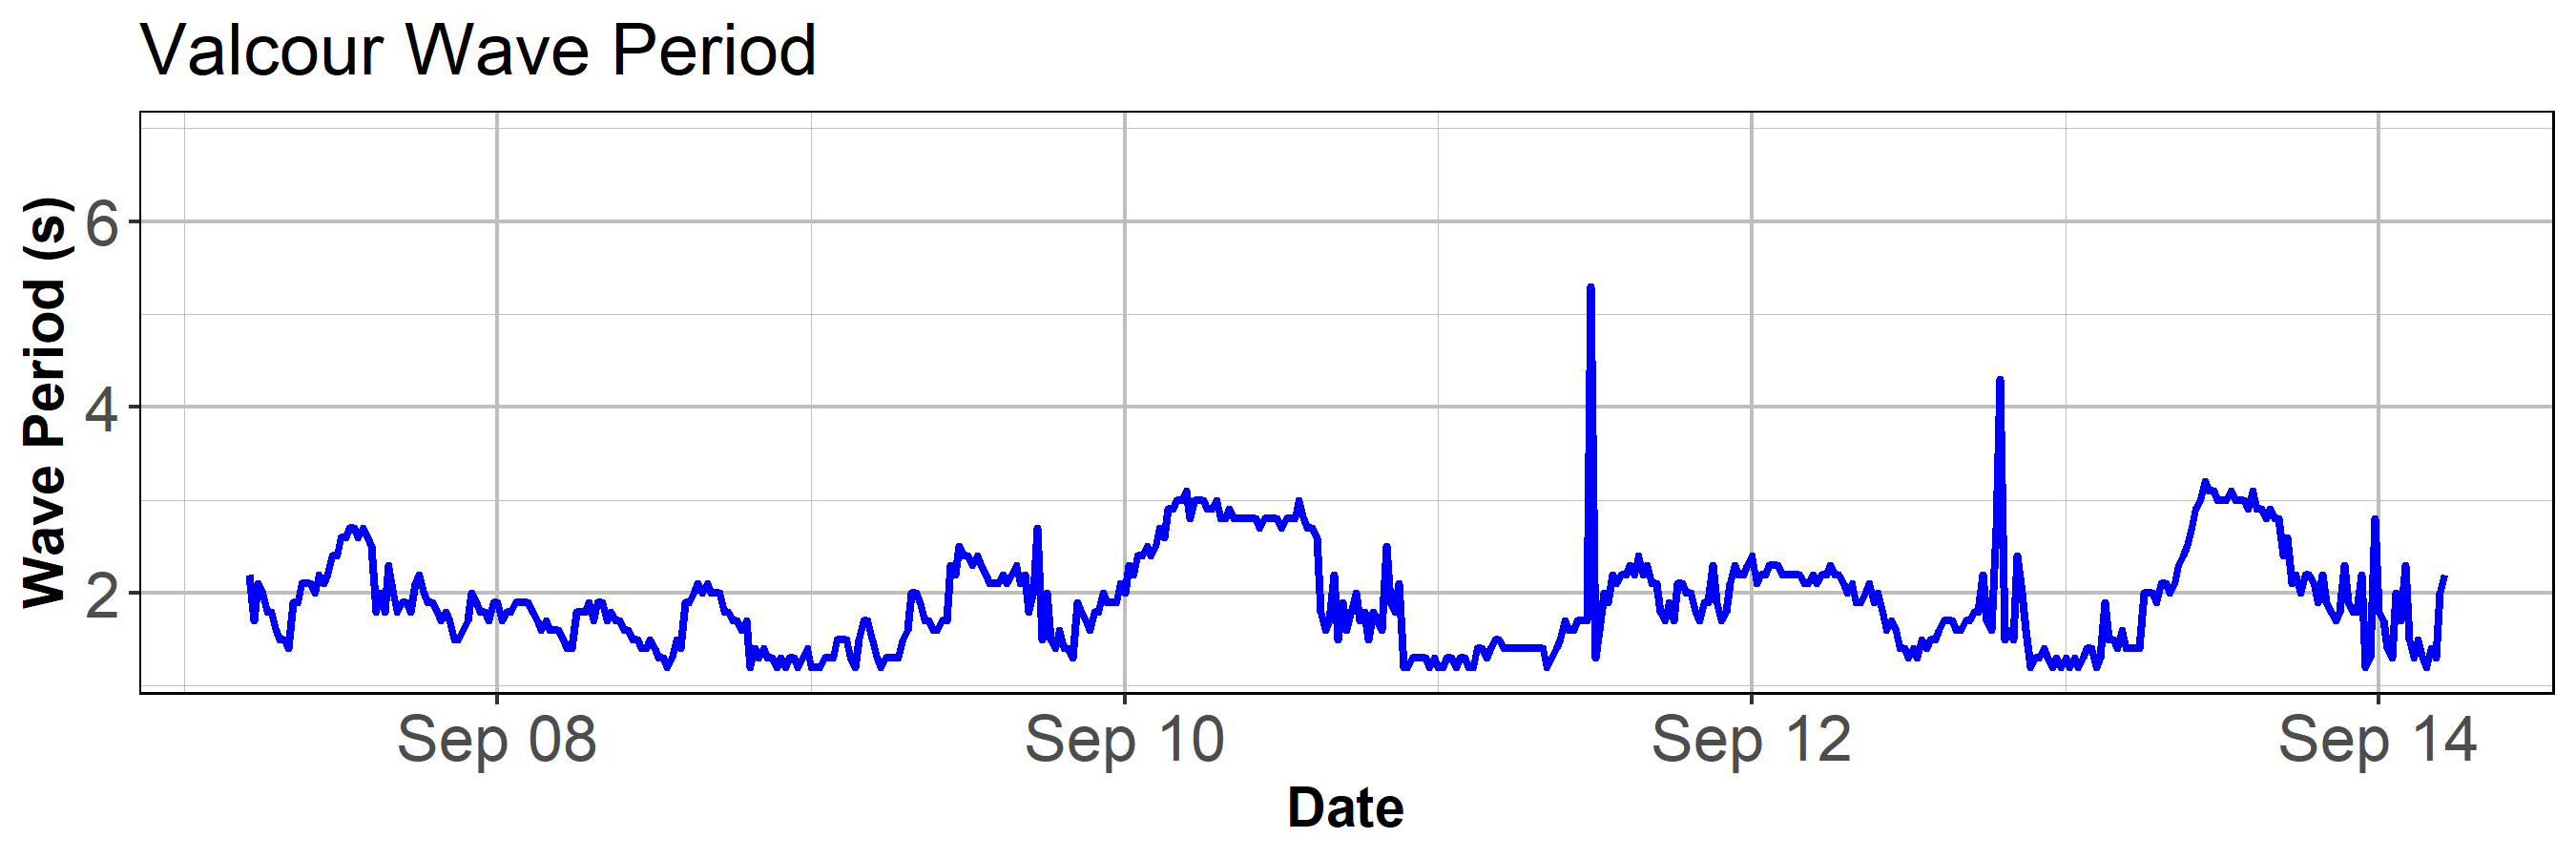 Valcour Wave Period
Wave Period (s)
6
4
2
Sep 08 Sep 10 Sep 12 Sep 14
Date